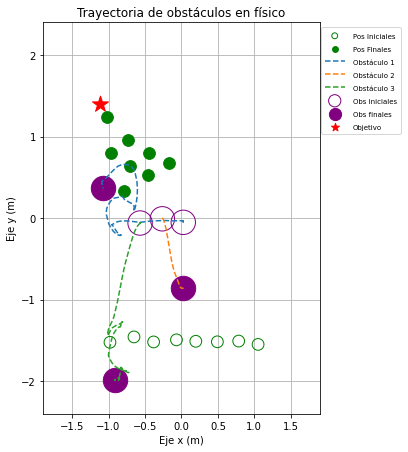 Trayectoria de obstáculos en físico
Pos Iniciales
Pos Finales
Obstáculo 1
Obstáculo 2
Obstáculo 3
Obs iniciales
Obs finales
Objetivo
Eje y (m)
2
1
0
−1
−2
−1.5
−1.0
−0.5
0.0
0.5
1.0
1.5
Eje x (m)